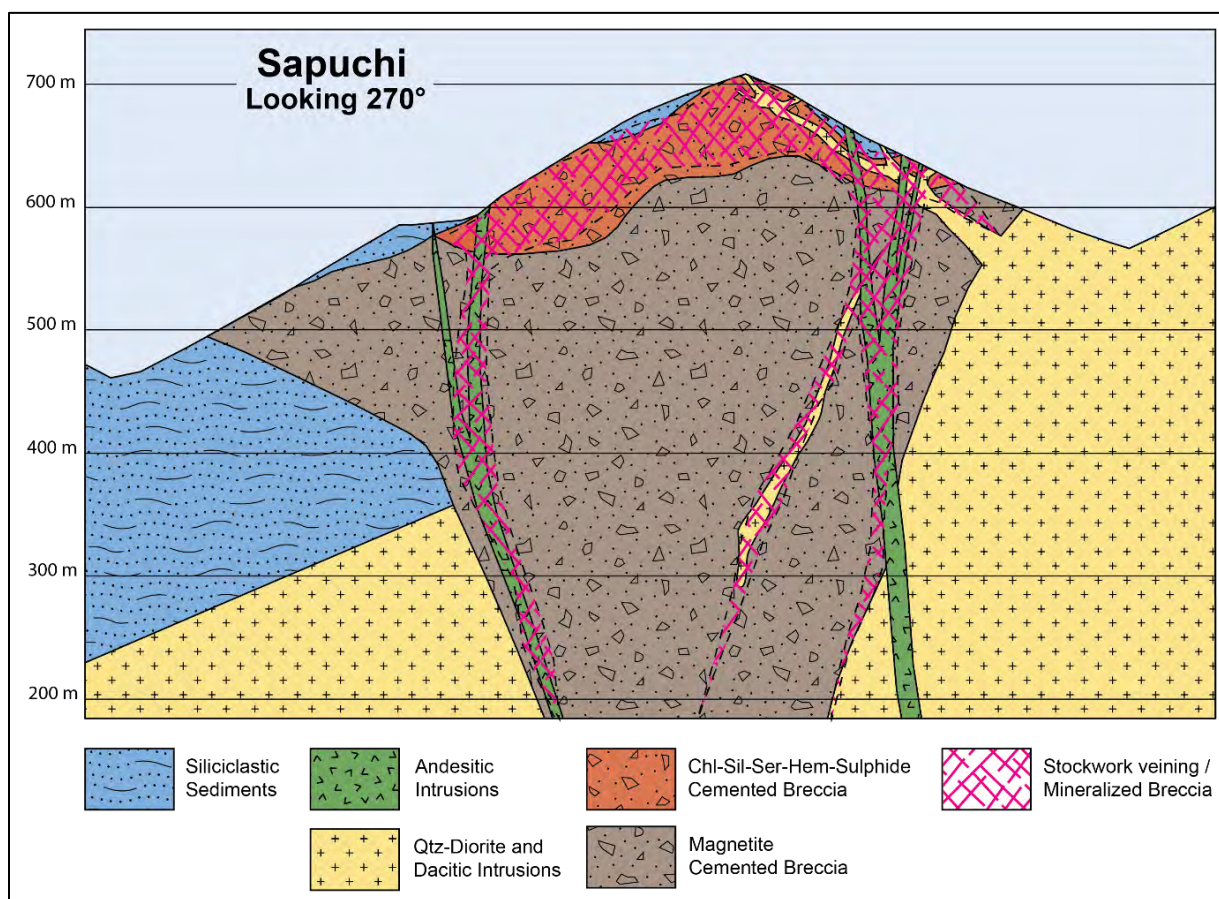 Sapuchi
Looking 270°
700 m
600 m
500 m
400 m
300 m
200 m
Siliciclastic
Sediments
Andesitic
Intrusions
Chl-Sil-Ser-Hem-Sulphide
Cemented Breccia
Stockwork veining /
Mineralized Breccia
Qtz-Diorite and
Dacitic Intrusions
Magnetite
Cemented Breccia